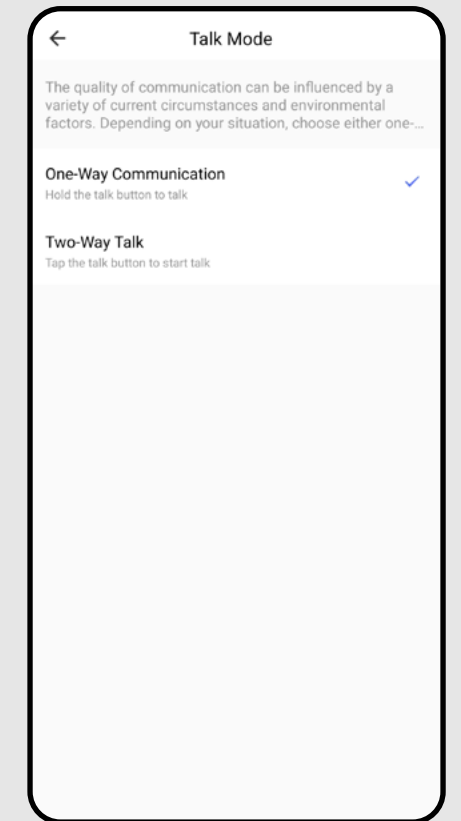 Talk Mode
The quality of communication can be influenced by a
variety of current circumstances and environmental
factors. Depending on your situation, choose either one-...
One-Way Communication
Hold the talk button to talk
Two-Way Talk
Tap the talk button to start talk